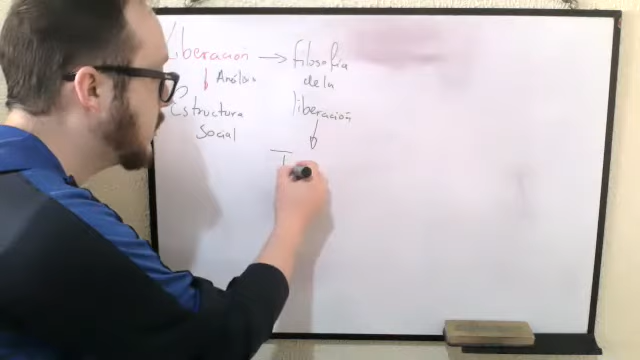 Liberación → filosofía
Análisis de la
Estructura liberación
Social